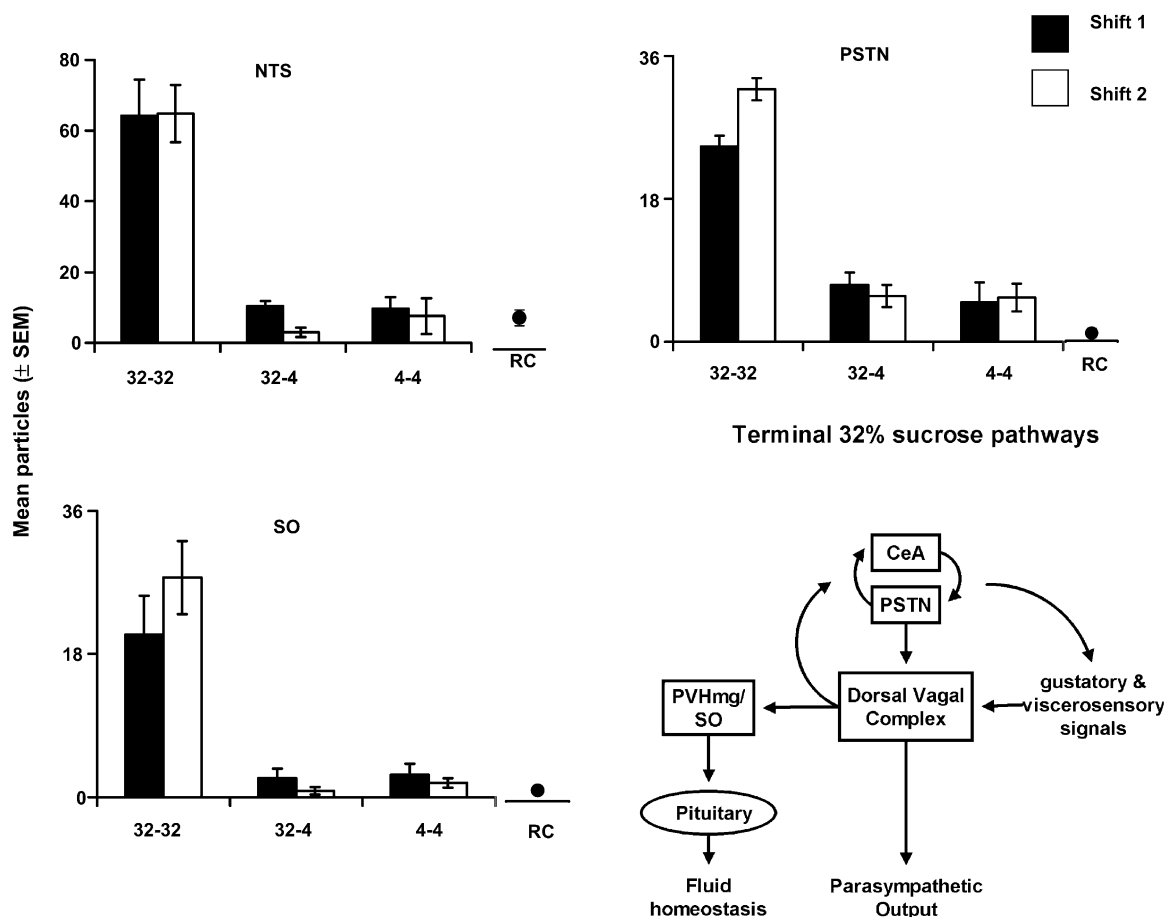 Mean particles (± SEM)
NTS
80
60
40
20
0
32-32
32-4
4-4
RC
PSTN
36
18
0
32-32
32-4
4-4
RC
Shift 1
Shift 2
SO
36
18
0
32-32
32-4
4-4
RC
Terminal 32% sucrose pathways
CeA
PSTN
PVHmg/
SO
Dorsal Vagal
Complex
gustatory &
viscerosensory
signals
Pituitary
Fluid
homeostasis
Parasympathetic
Output